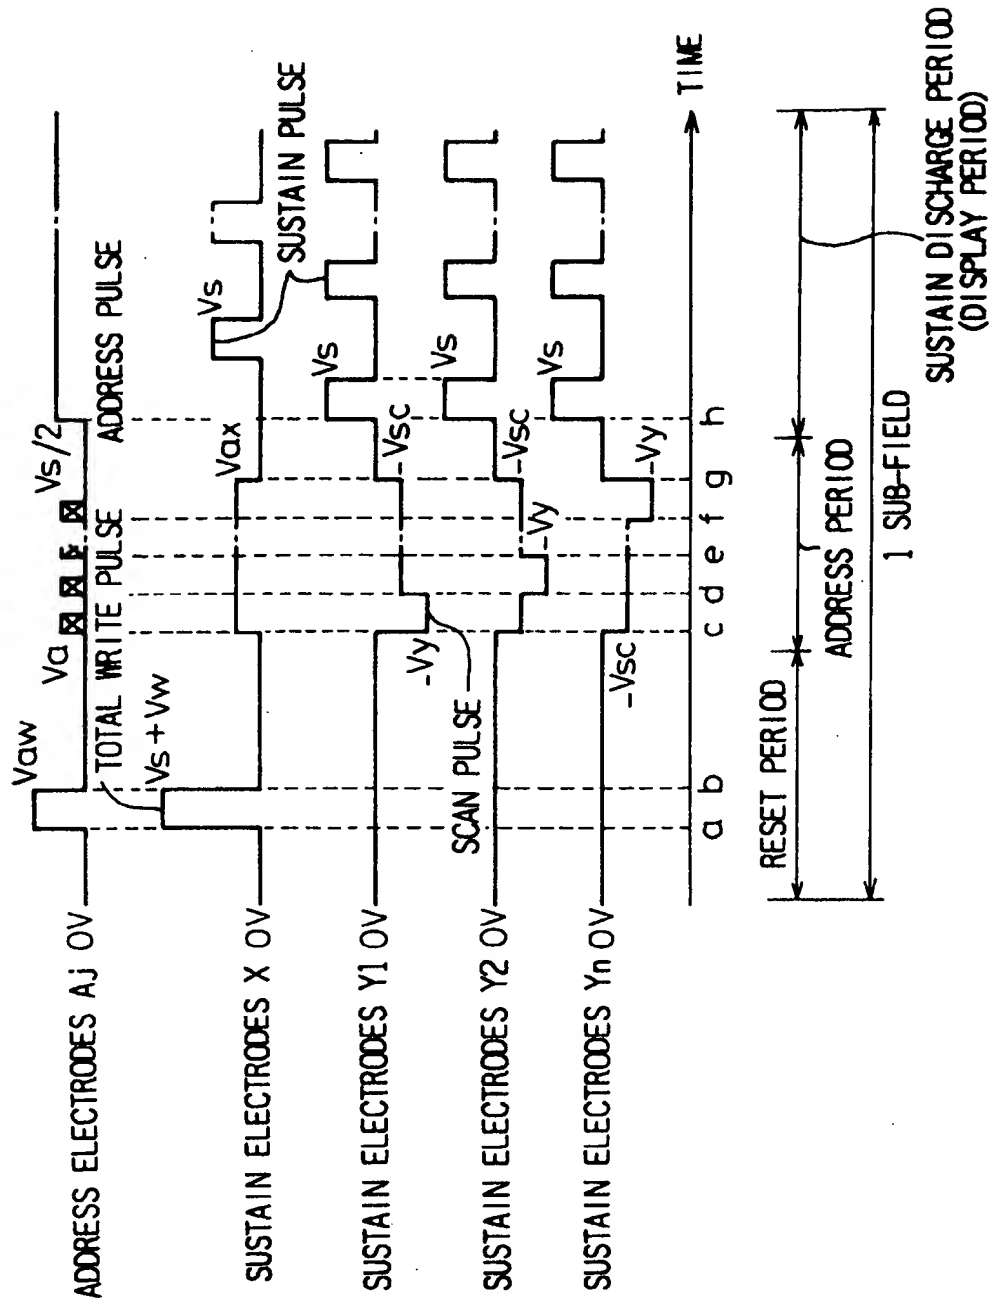 ADDRESS ELECTRODES Aj 0V
Vaw
Va
Vs/2
ADDRESS PULSE
TOTAL WRITE PULSE
Vs+Vw
SUSTAIN ELECTRODES X 0V
Vax
Vs
SUSTAIN PULSE
SUSTAIN ELECTRODES Y1 0V
-Vy
-Vsc
Vs
SCAN PULSE
SUSTAIN ELECTRODES Y2 0V
-Vy
-Vsc
Vs
SUSTAIN ELECTRODES Yn 0V
-Vsc
-Vy
Vs
a b c d e f g h
TIME
RESET PERIOD
ADDRESS PERIOD
SUSTAIN DISCHARGE PERIOD
(DISPLAY PERIOD)
1 SUB-FIELD